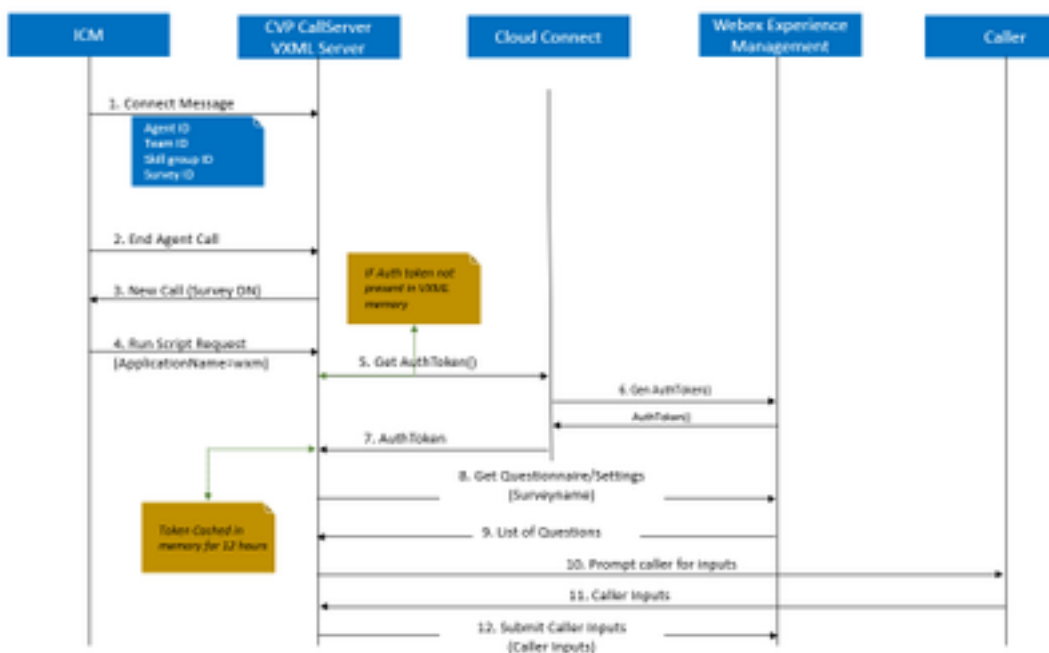 ICM
CVP CallServer
VXML Server
Cloud Connect
Webex Experience
Management
Caller
1. Connect Message
Agent ID
Team ID
Skill group ID
Survey ID
2. End Agent Call
IF Auth token not
present in VXML
memory
3. New Call (Survey DN)
4. Run Script Request
(ApplicationName=wxm)
5. Get AuthToken()
6. Get AuthToken()
AuthToken()
7. AuthToken
8. Get Questionnaire/Settings
(Surveyname)
Token Cached in
memory for 12 hours
9. List of Questions
10. Prompt caller for inputs
11. Caller Inputs
12. Submit Caller Inputs
(Caller Inputs)